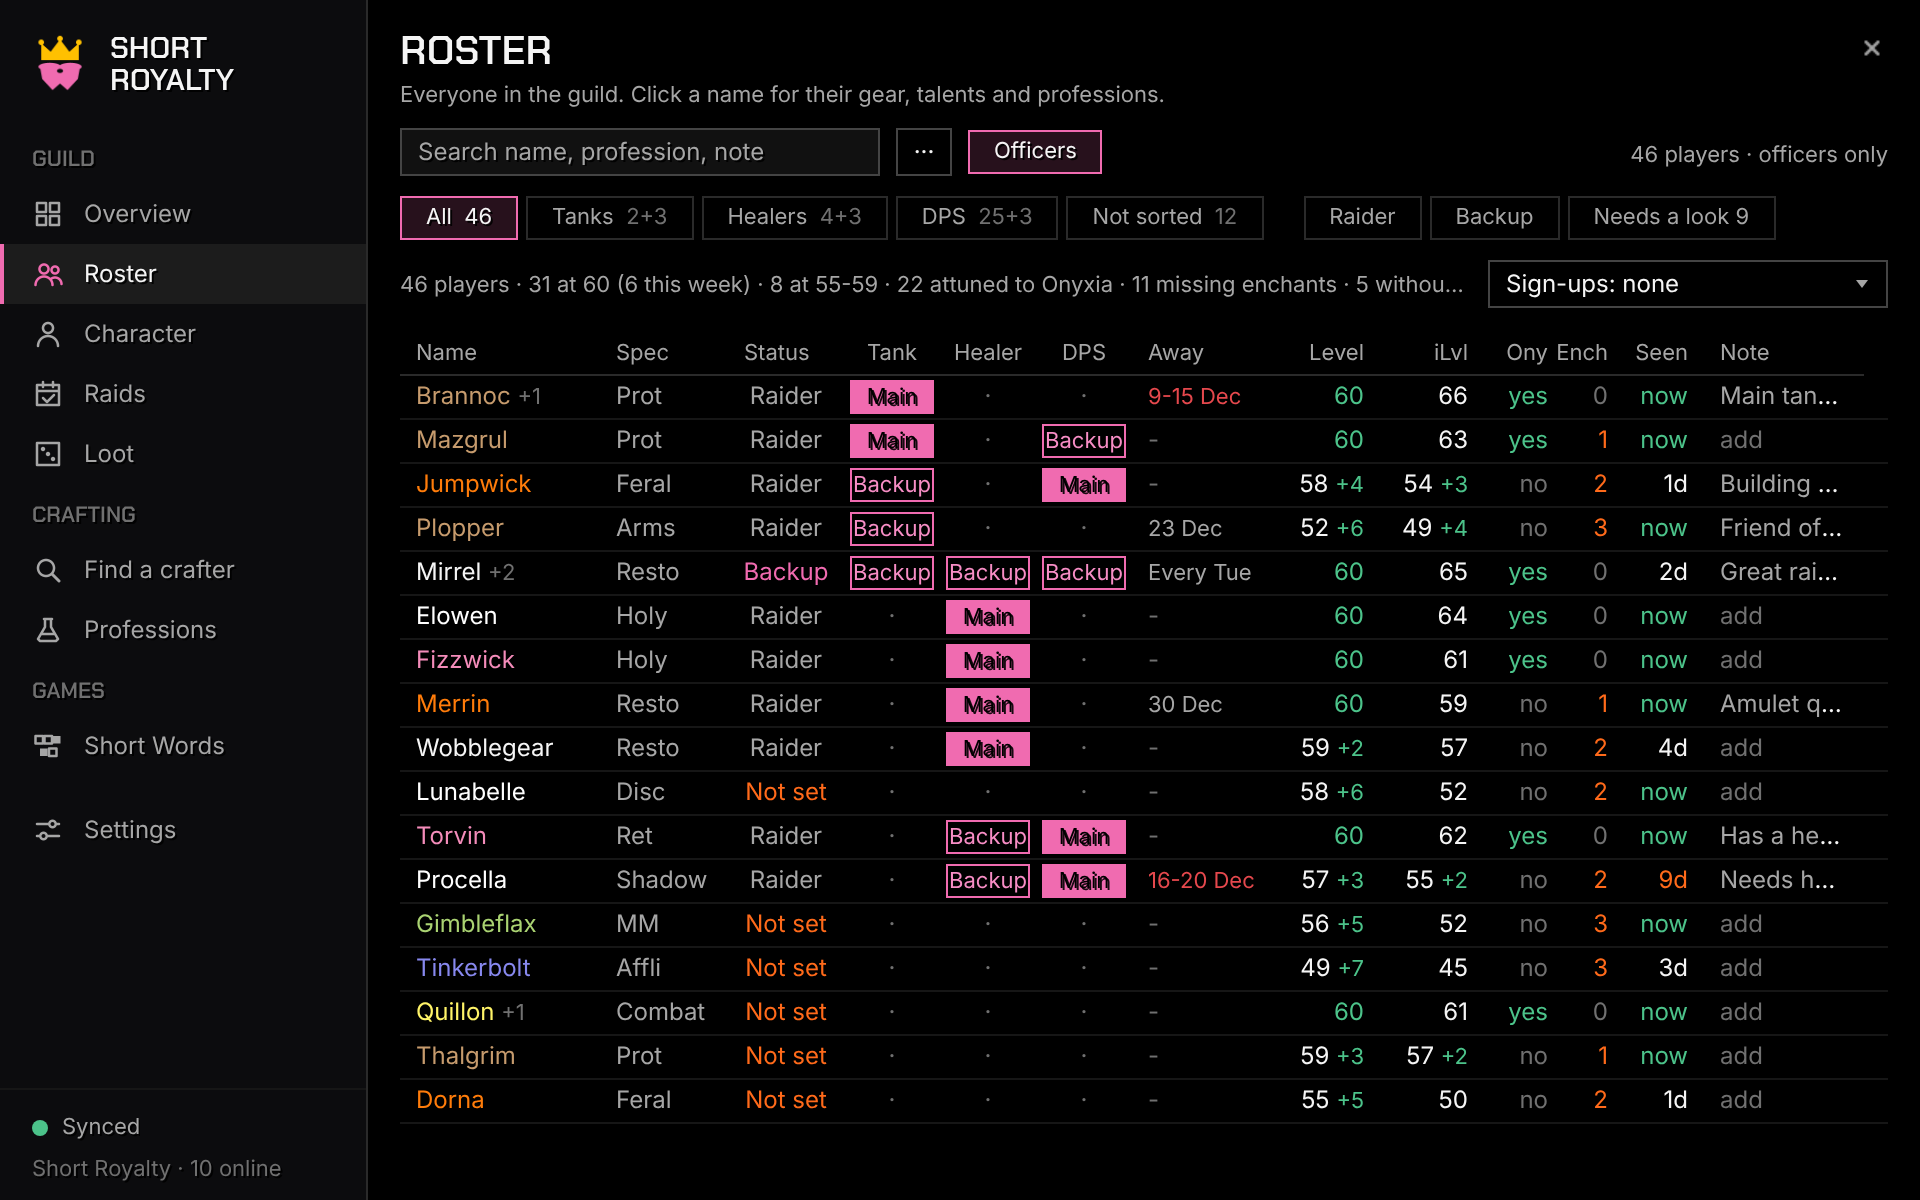 SHORT
ROYALTY
GUILD
Overview
Roster
Character
Raids
Loot
CRAFTING
Find a crafter
Professions
GAMES
Short Words
Settings
Synced
Short Royalty · 10 online
ROSTER
Everyone in the guild. Click a name for their gear, talents and professions.
Search name, profession, note ... Officers 46 players · officers only
All 46 Tanks 2+3 Healers 4+3 DPS 25+3 Not sorted 12 Raider Backup Needs a look 9
46 players · 31 at 60 (6 this week) · 8 at 55-59 · 22 attuned to Onyxia · 11 missing enchants · 5 withou... Sign-ups: none
Name Spec Status Tank Healer DPS Away Level iLvl Ony Ench Seen Note
Brannoc +1 Prot Raider Main · · 9-15 Dec 60 66 yes 0 now Main tan...
Mazgrul Prot Raider Main · Backup - 60 63 yes 1 now add
Jumpwick Feral Raider Backup · Main - 58 +4 54 +3 no 2 1d Building ...
Plopper Arms Raider Backup · · 23 Dec 52 +6 49 +4 no 3 now Friend of...
Mirrel +2 Resto Backup Backup Backup Backup Every Tue 60 65 yes 0 2d Great rai...
Elowen Holy Raider · Main · - 60 64 yes 0 now add
Fizzwick Holy Raider · Main · - 60 61 yes 0 now add
Merrin Resto Raider · Main · 30 Dec 60 59 no 1 now Amulet q...
Wobblegear Resto Raider · Main · - 59 +2 57 no 2 4d add
Lunabelle Disc Not set · · · - 58 +6 52 no 2 now add
Torvin Ret Raider · Backup Main - 60 62 yes 0 now Has a he...
Procella Shadow Raider · Backup Main 16-20 Dec 57 +3 55 +2 no 2 9d Needs h...
Gimbleflax MM Not set · · · - 56 +5 52 no 3 now add
Tinkerbolt Affli Not set · · · - 49 +7 45 no 3 3d add
Quillon +1 Combat Not set · · · - 60 61 yes 0 now add
Thalgrim Prot Not set · · · - 59 +3 57 +2 no 1 now add
Dorna Feral Not set · · · - 55 +5 50 no 2 1d add